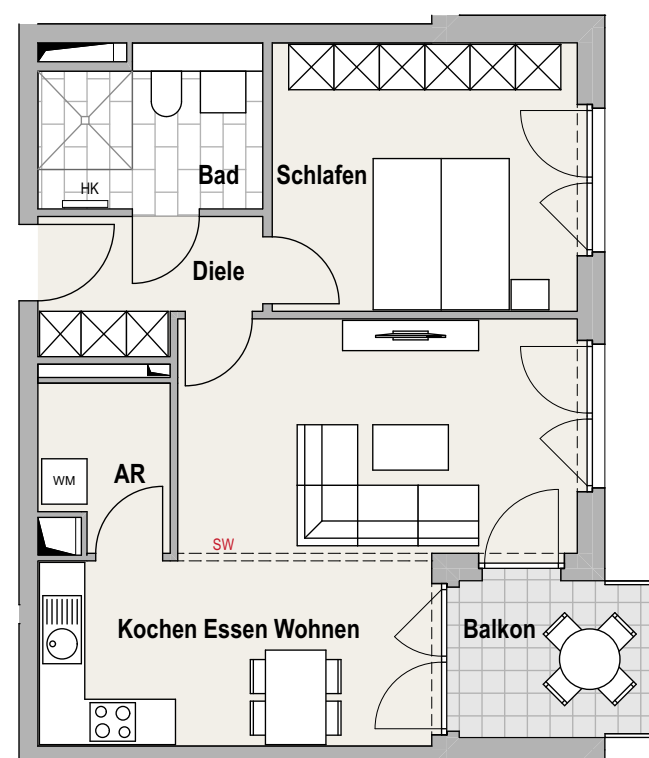 Bad
Schlafen
HK
Diele
AR
WM
SW
Kochen Essen Wohnen
Balkon